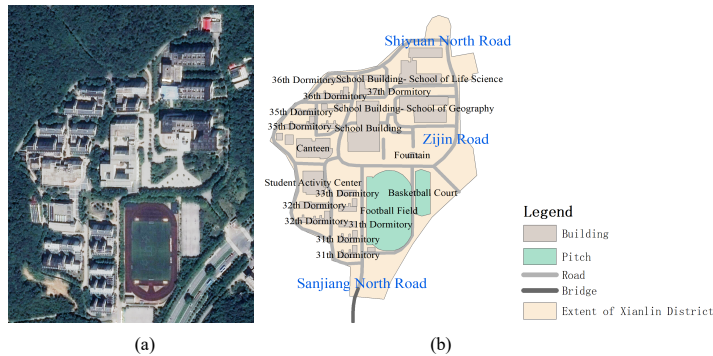 Shiyuan North Road
36th Dormitory
School Building- School of Life Science
37th Dormitory
36th Dormitory
35th Dormitory
School Building- School of Geography
35th Dormitory
School Building
Zijin Road
Canteen
Fountain
Student Activity Center
33th Dormitory
Basketball Court
32th Dormitory
Football Field
32th Dormitory
31th Dormitory
31th Dormitory
31th Dormitory
Sanjiang North Road
Legend
Building
Pitch
Road
Bridge
Extent of Xianlin District
(a)
(b)